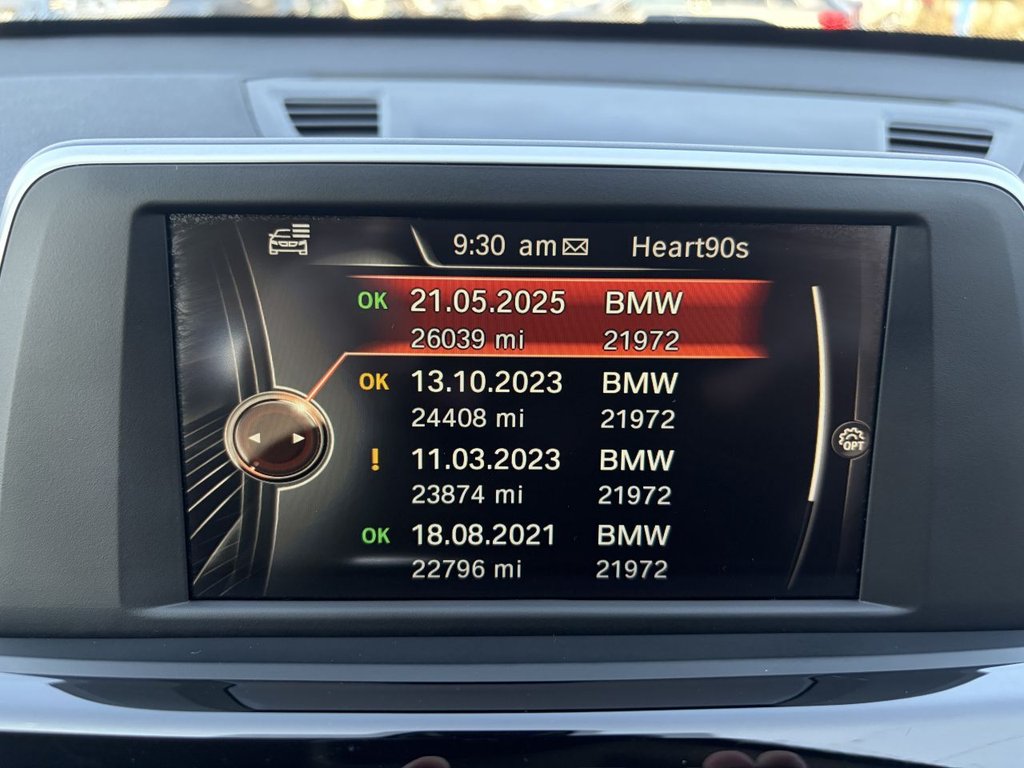 9:30 am Heart90s
OK 21.05.2025 BMW
26039 mi 21972
OK 13.10.2023 BMW
24408 mi 21972
! 11.03.2023 BMW
23874 mi 21972
OK 18.08.2021 BMW
22796 mi 21972
OPT